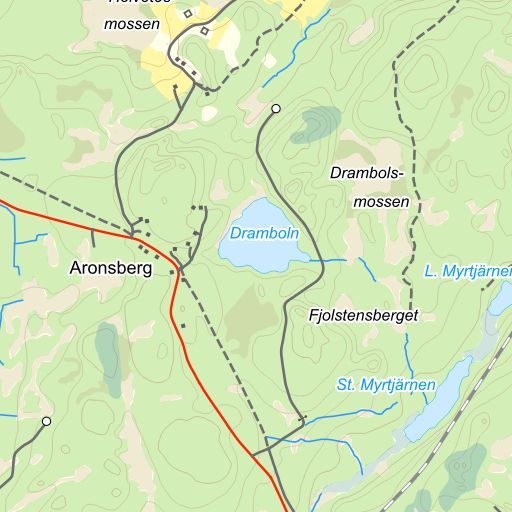 mossen
Drambols-
mossen
Dramboln
Aronsberg
L. Myrtjärnen
Fjolstensberget
St. Myrtjärnen